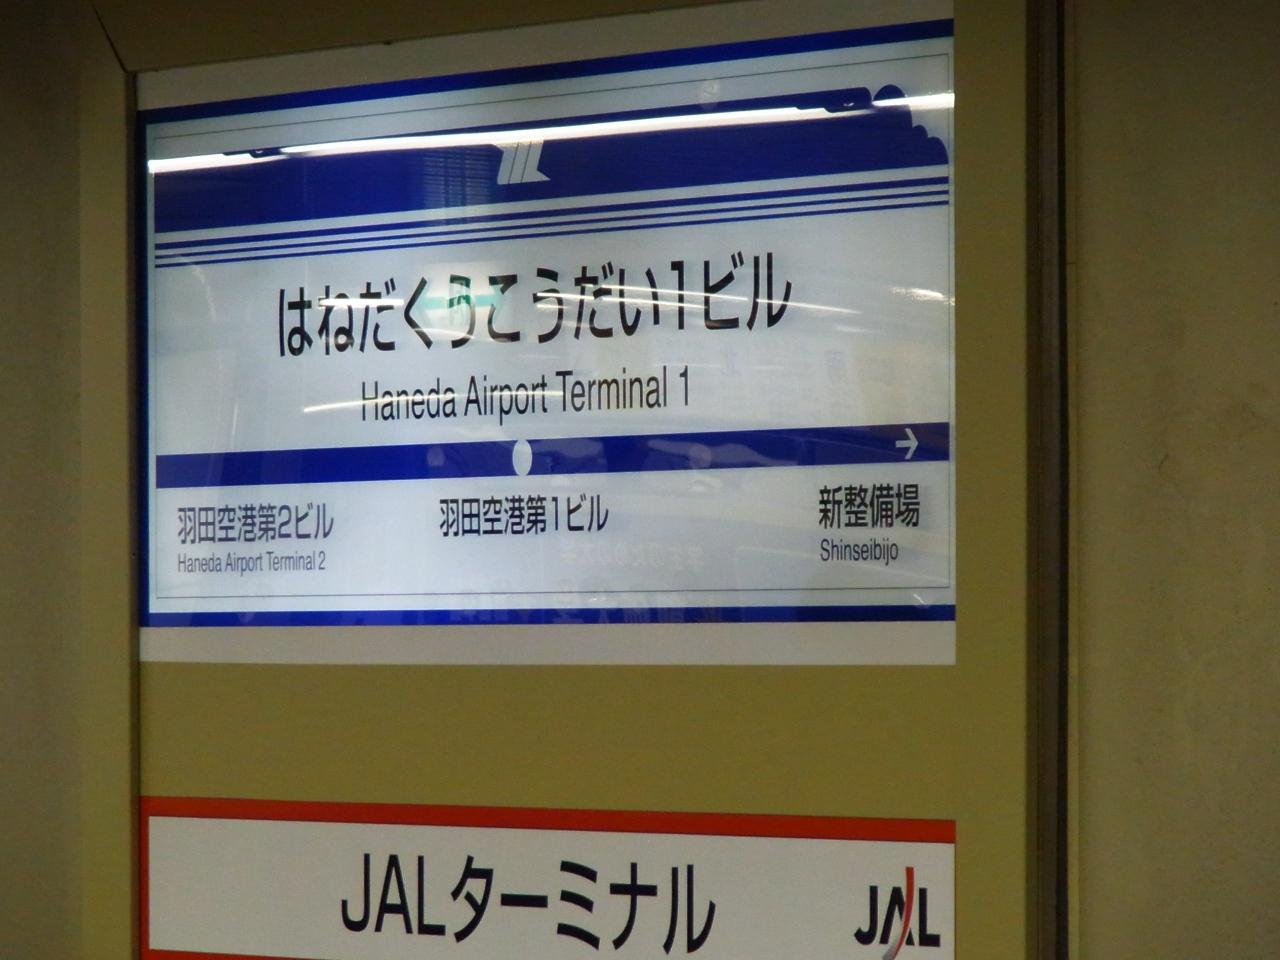 はねだくうこうだい1ビル
Haneda Airport Terminal 1
→
羽田空港第2ビル 羽田空港第1ビル 新整備場
Haneda Airport Terminal 2 Shinseibijo
JALターミナル JAL